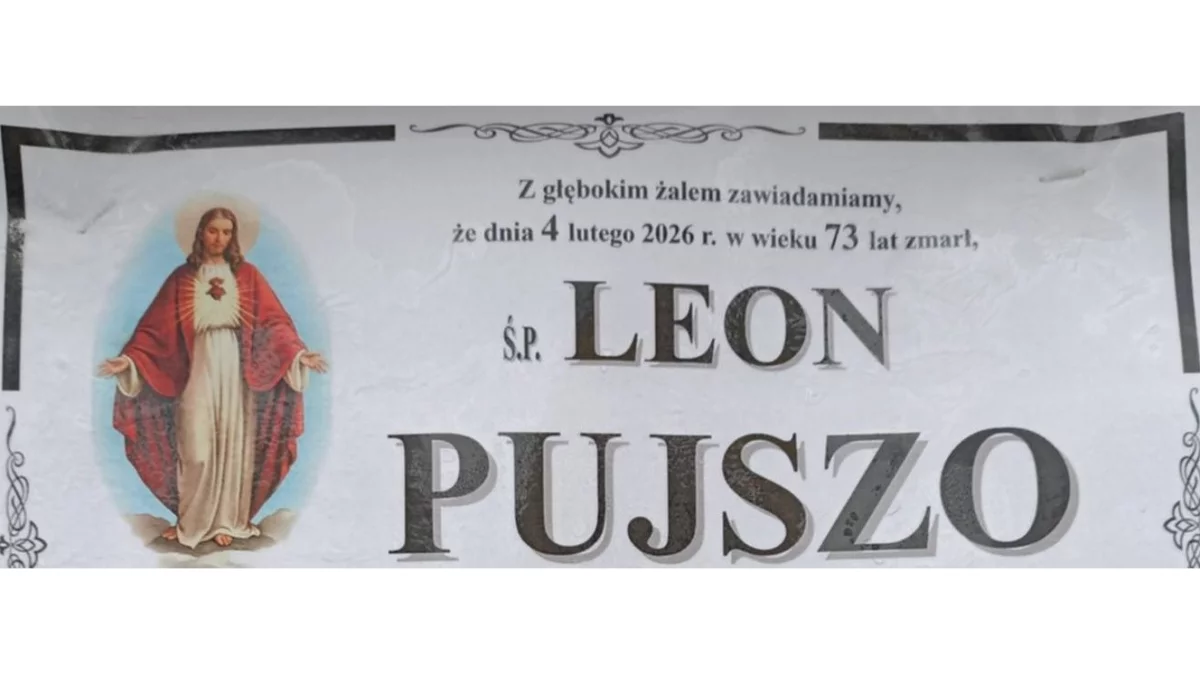 Z głębokim żalem zawiadamiamy,
że dnia 4 lutego 2026 r. w wieku 73 lat zmarł,
Ś.P. LEON
PUJSZO